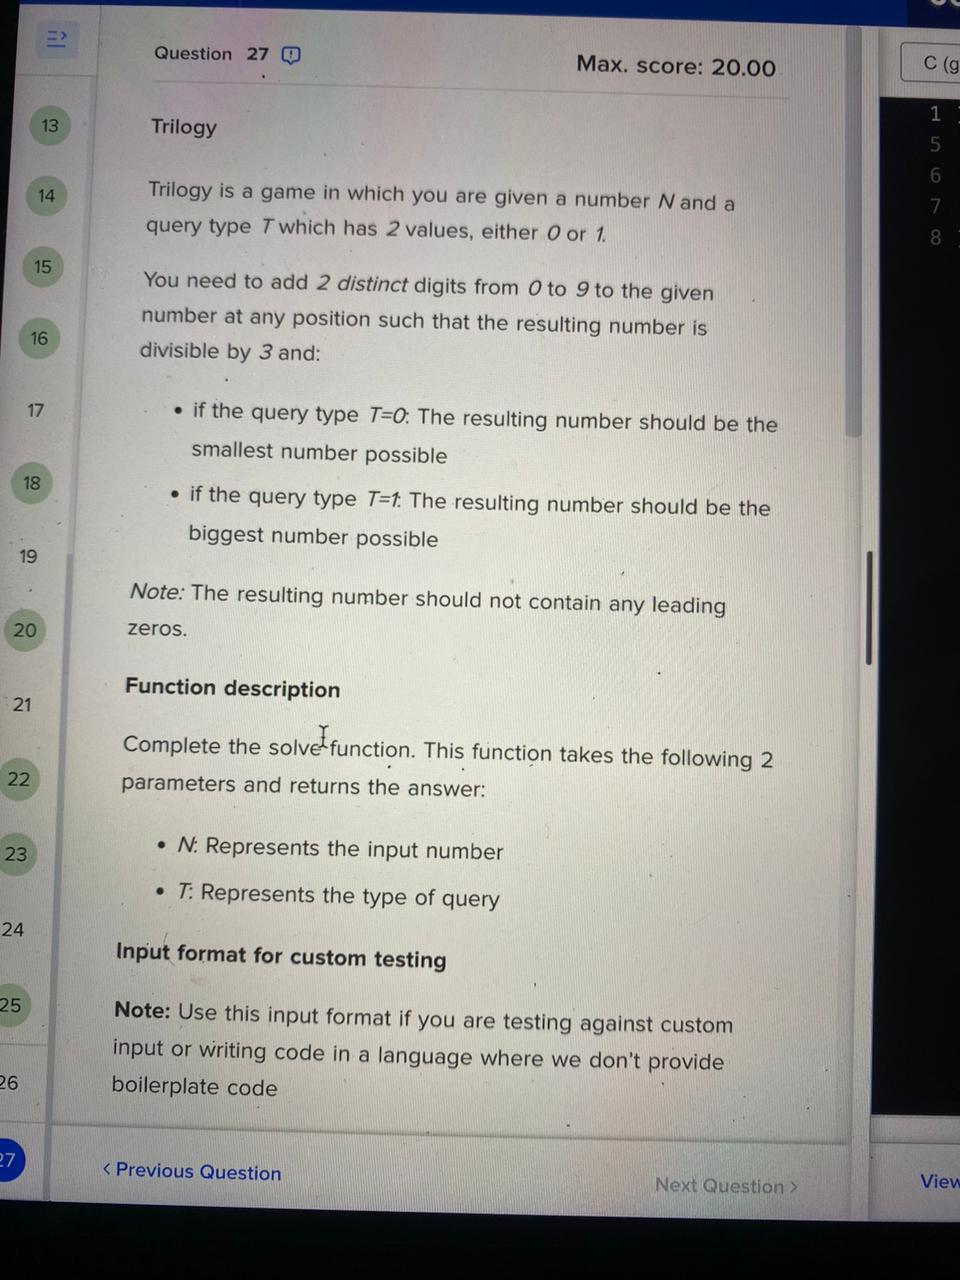 Question 27
Max. score: 20.00
C (g
13
14
15
16
17
18
19
20
21
22
23
24
25
26
27
Trilogy
Trilogy is a game in which you are given a number N and a
query type T which has 2 values, either 0 or 1.
You need to add 2 distinct digits from 0 to 9 to the given
number at any position such that the resulting number is
divisible by 3 and:
• if the query type T=0: The resulting number should be the
smallest number possible
• if the query type T=1: The resulting number should be the
biggest number possible
Note: The resulting number should not contain any leading
zeros.
Function description
Complete the solve function. This function takes the following 2
parameters and returns the answer:
• N: Represents the input number
• T: Represents the type of query
Input format for custom testing
Note: Use this input format if you are testing against custom
input or writing code in a language where we don't provide
boilerplate code
< Previous Question
Next Question >
1
5
6
7
8
View